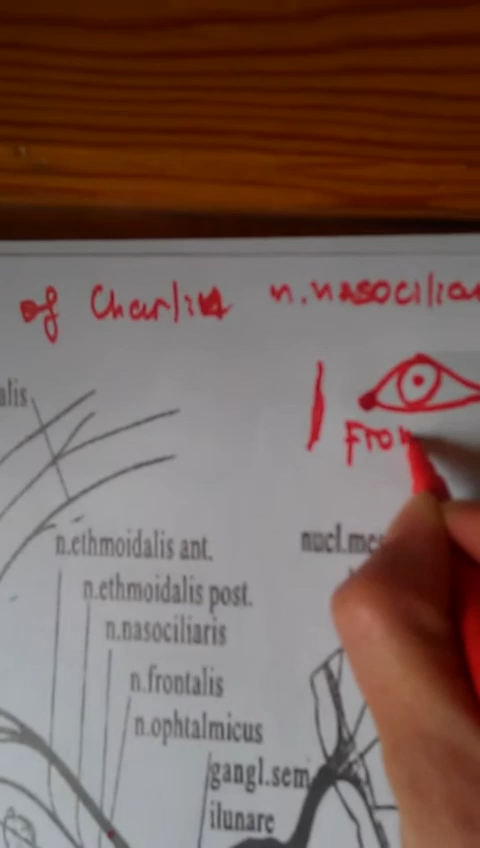 of Charlin n.nasocilia
alis
Fron
n.ethmoidalis ant.
nucl.me
n.ethmoidalis post.
n.nasociliaris
n.frontalis
n.ophtalmicus
gangl.sem
ilunare